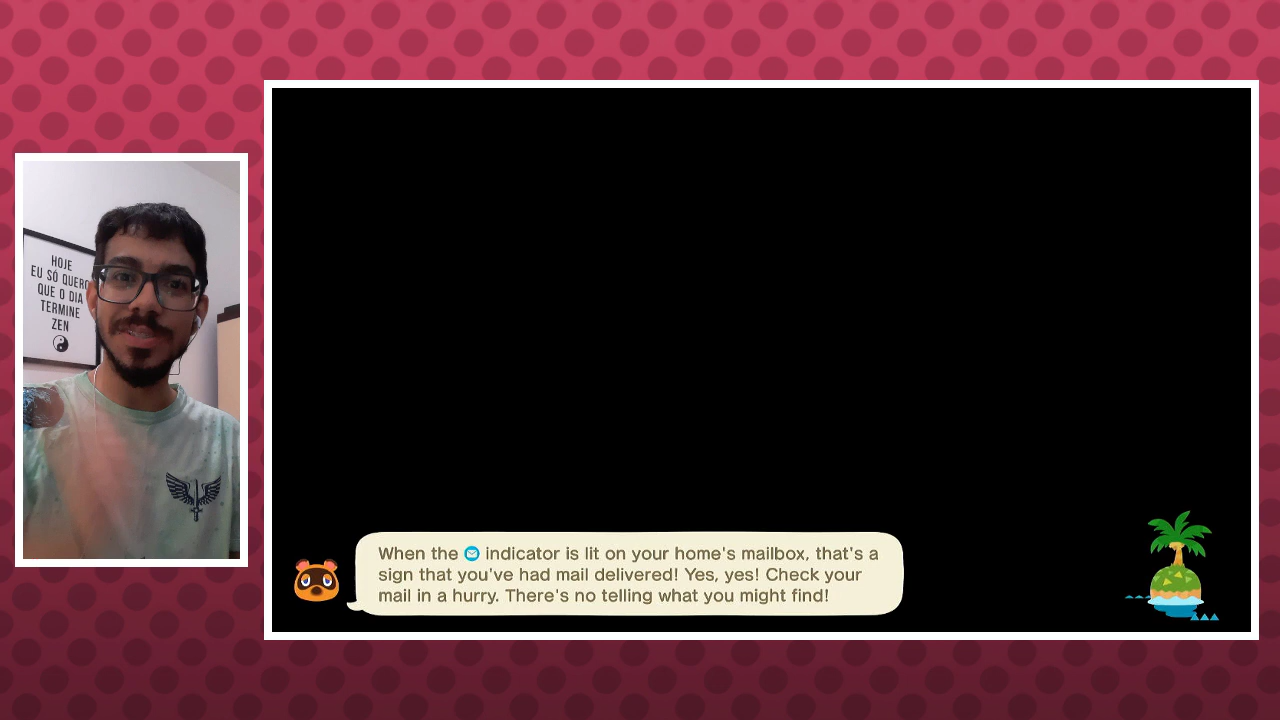 HOJE
EU SÓ QUERO
QUE O DIA
TERMINE
ZEN
When the indicator is lit on your home's mailbox, that's a
sign that you've had mail delivered! Yes, yes! Check your
mail in a hurry. There's no telling what you might find!